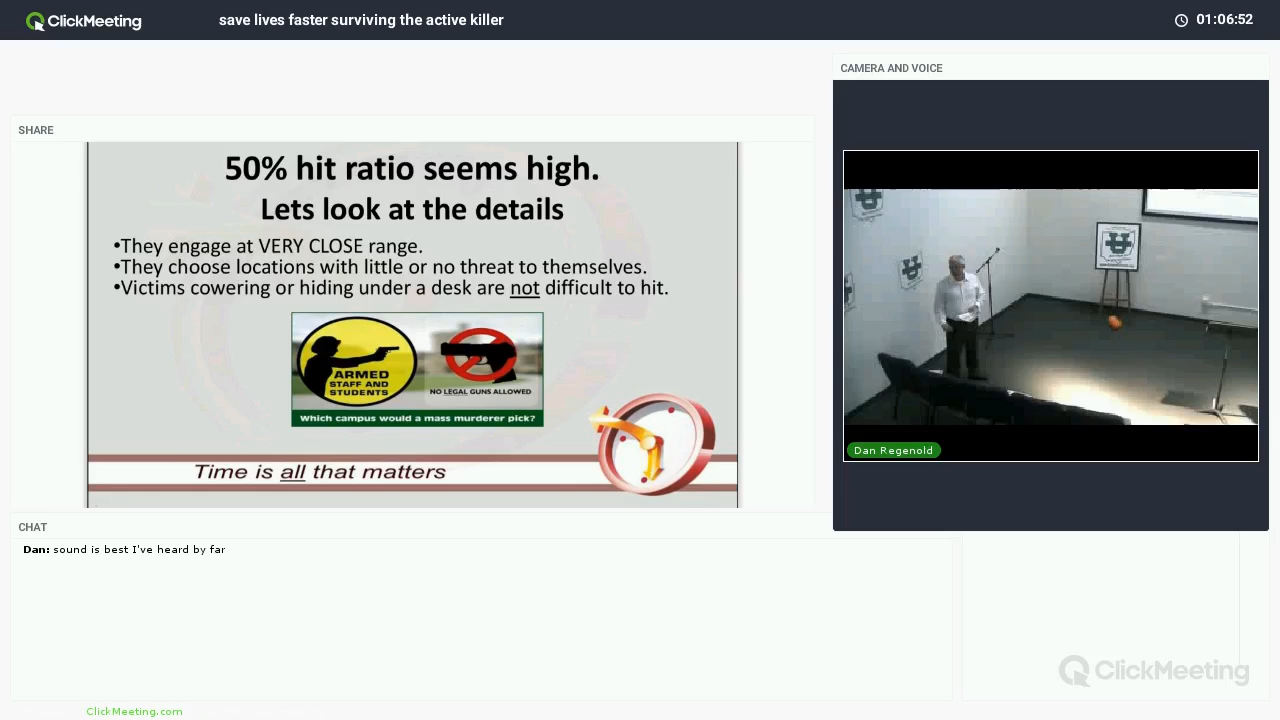 ClickMeeting
save lives faster surviving the active killer
01:06:52
CAMERA AND VOICE
SHARE
50% hit ratio seems high.
Lets look at the details
•They engage at VERY CLOSE range.
•They choose locations with little or no threat to themselves.
•Victims cowering or hiding under a desk are not difficult to hit.
ARMED
STAFF AND
STUDENTS
NO LEGAL GUNS ALLOWED
Which campus would a mass murderer pick?
Time is all that matters
Dan Regenold
CHAT
Dan: sound is best I've heard by far
ClickMeeting
ClickMeeting.com